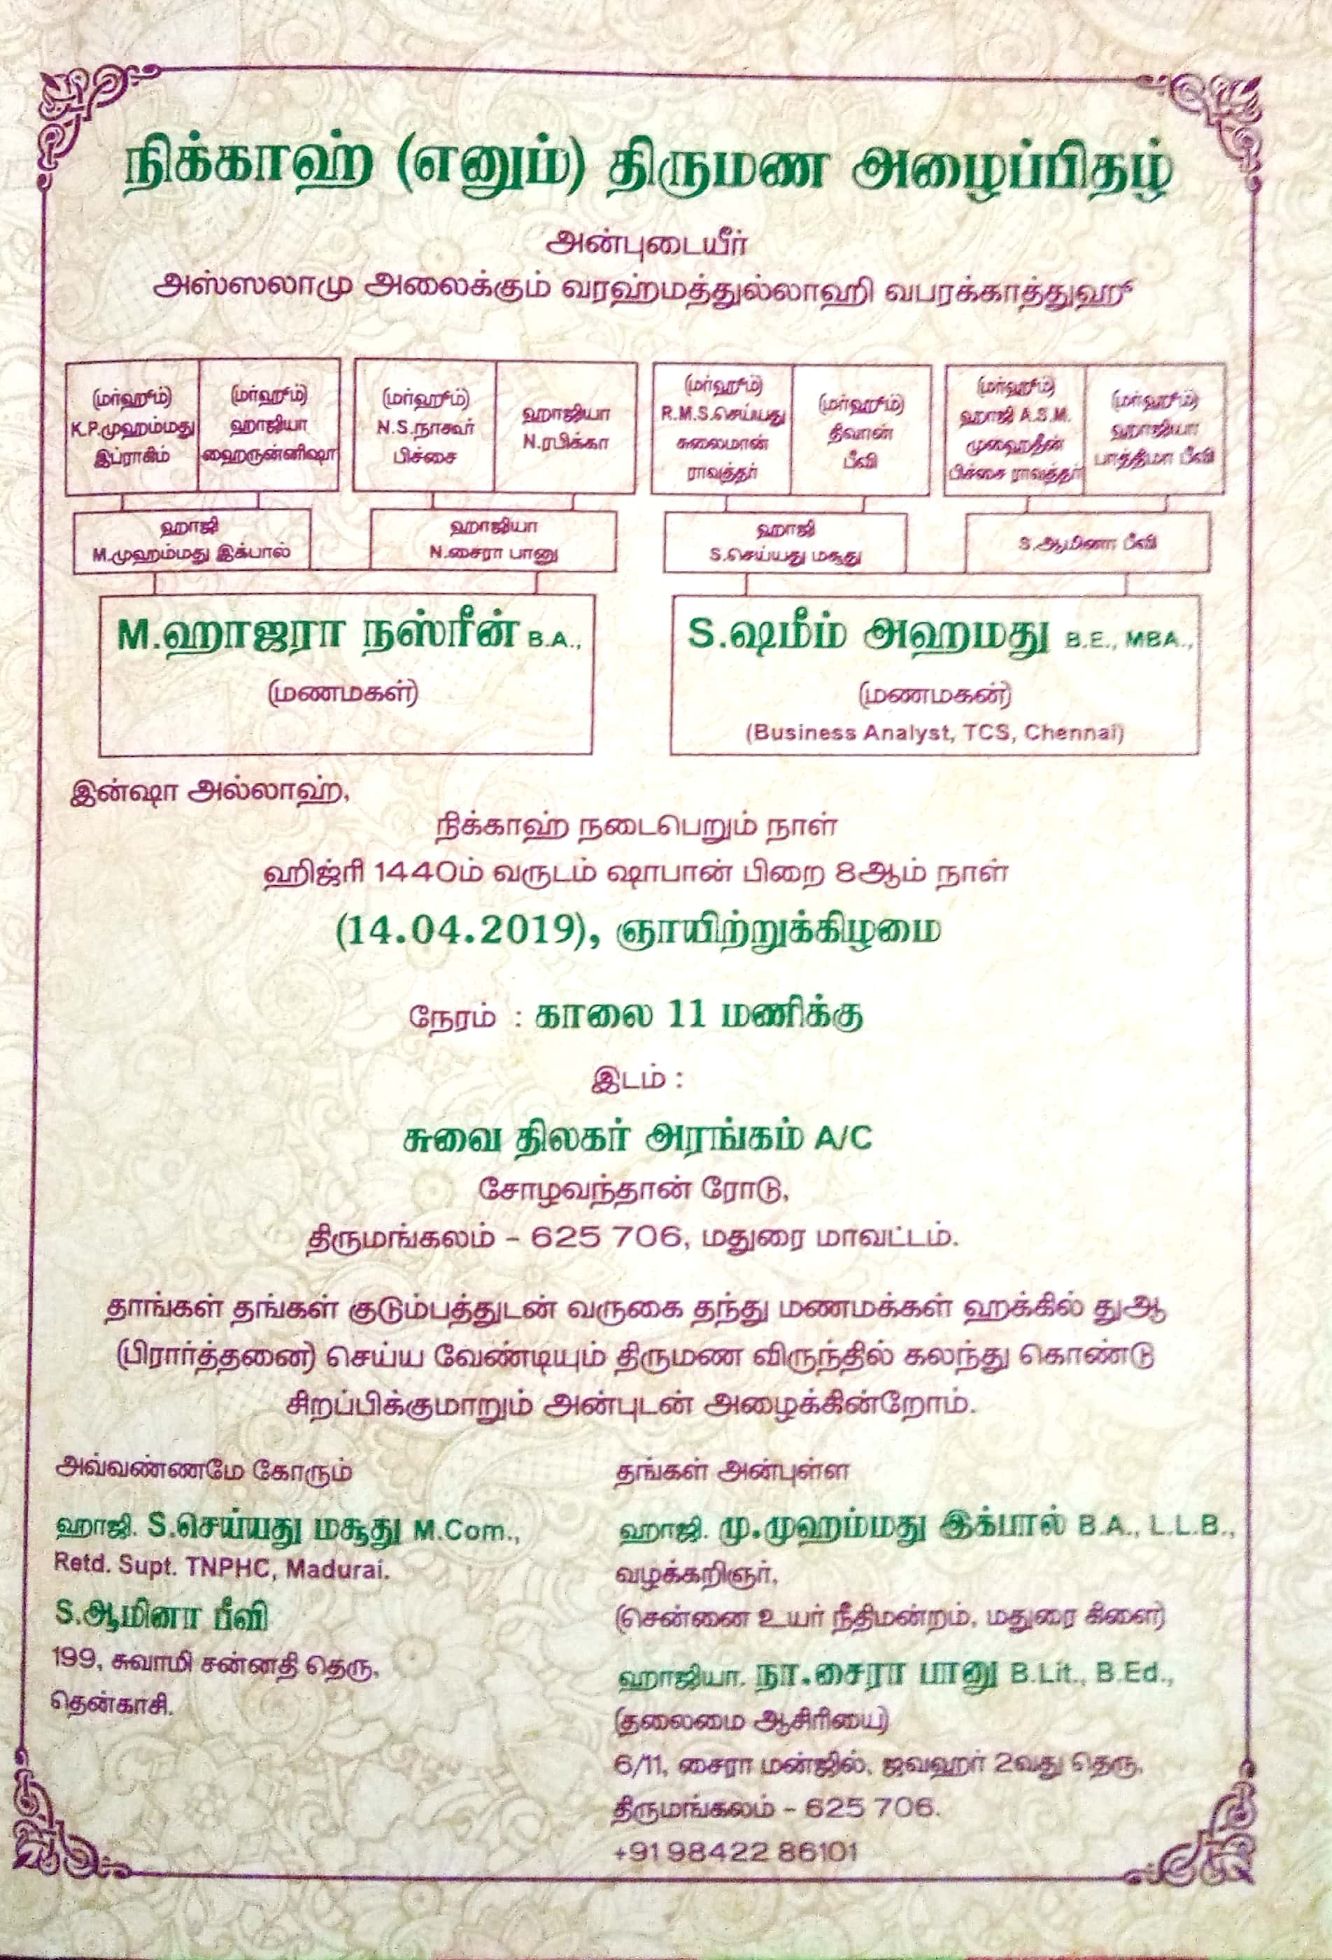 நிக்காஹ் (எனும்) திருமண அழைப்பிதழ்
அன்புடையீர்
அஸ்ஸலாமு அலைக்கும் வரஹ்மத்துல்லாஹி வபரக்காத்துஹூ
(மர்ஹூம்)
K.P.முஹம்மது
இப்ராகிம்
(மர்ஹூம்)
ஹாஜியா
ஹைருன்னிஷா
(மர்ஹூம்)
N.S.நாகூர்
பிச்சை
ஹாஜியா
N.ரபிக்கா
(மர்ஹூம்)
R.M.S.செய்யது
சுலைமான்
ராவுத்தர்
(மர்ஹூம்)
தீவான்
பீவி
(மர்ஹூம்)
ஹாஜி A.S.M.
முஹைதீன்
பிச்சை ராவுத்தர்
(மர்ஹூம்)
ஹாஜியா
பாத்திமா பீவி
ஹாஜி
M.முஹம்மது இக்பால்
ஹாஜியா
N.சைரா பானு
ஹாஜி
S.செய்யது மசூது
S.ஆமினா பீவி
M.ஹாஜரா நஸ்ரீன் B.A.,
(மணமகள்)
S.ஷமீம் அஹமது B.E., MBA.,
(மணமகன்)
(Business Analyst, TCS, Chennai)
இன்ஷா அல்லாஹ்,
நிக்காஹ் நடைபெறும் நாள்
ஹிஜ்ரி 1440ம் வருடம் ஷாபான் பிறை 8ஆம் நாள்
(14.04.2019), ஞாயிற்றுக்கிழமை
நேரம் : காலை 11 மணிக்கு
இடம் :
சுவை திலகர் அரங்கம் A/C
சோழவந்தான் ரோடு,
திருமங்கலம் - 625 706, மதுரை மாவட்டம்.
தாங்கள் தங்கள் குடும்பத்துடன் வருகை தந்து மணமக்கள் ஹக்கில் துஆ
(பிரார்த்தனை) செய்ய வேண்டியும் திருமண விருந்தில் கலந்து கொண்டு
சிறப்பிக்குமாறும் அன்புடன் அழைக்கின்றோம்.
அவ்வண்ணமே கோரும்
ஹாஜி. S.செய்யது மசூது M.Com.,
Retd. Supt. TNPHC, Madurai.
S.ஆமினா பீவி
199, சுவாமி சன்னதி தெரு,
தென்காசி.
தங்கள் அன்புள்ள
ஹாஜி. மு.முஹம்மது இக்பால் B.A., L.L.B.,
வழக்கறிஞர்,
(சென்னை உயர் நீதிமன்றம், மதுரை கிளை)
ஹாஜியா. நா.சைரா பானு B.Lit., B.Ed.,
(தலைமை ஆசிரியை)
6/11, சைரா மன்ஜில், ஜவஹர் 2வது தெரு,
திருமங்கலம் - 625 706.
+91 98422 86101